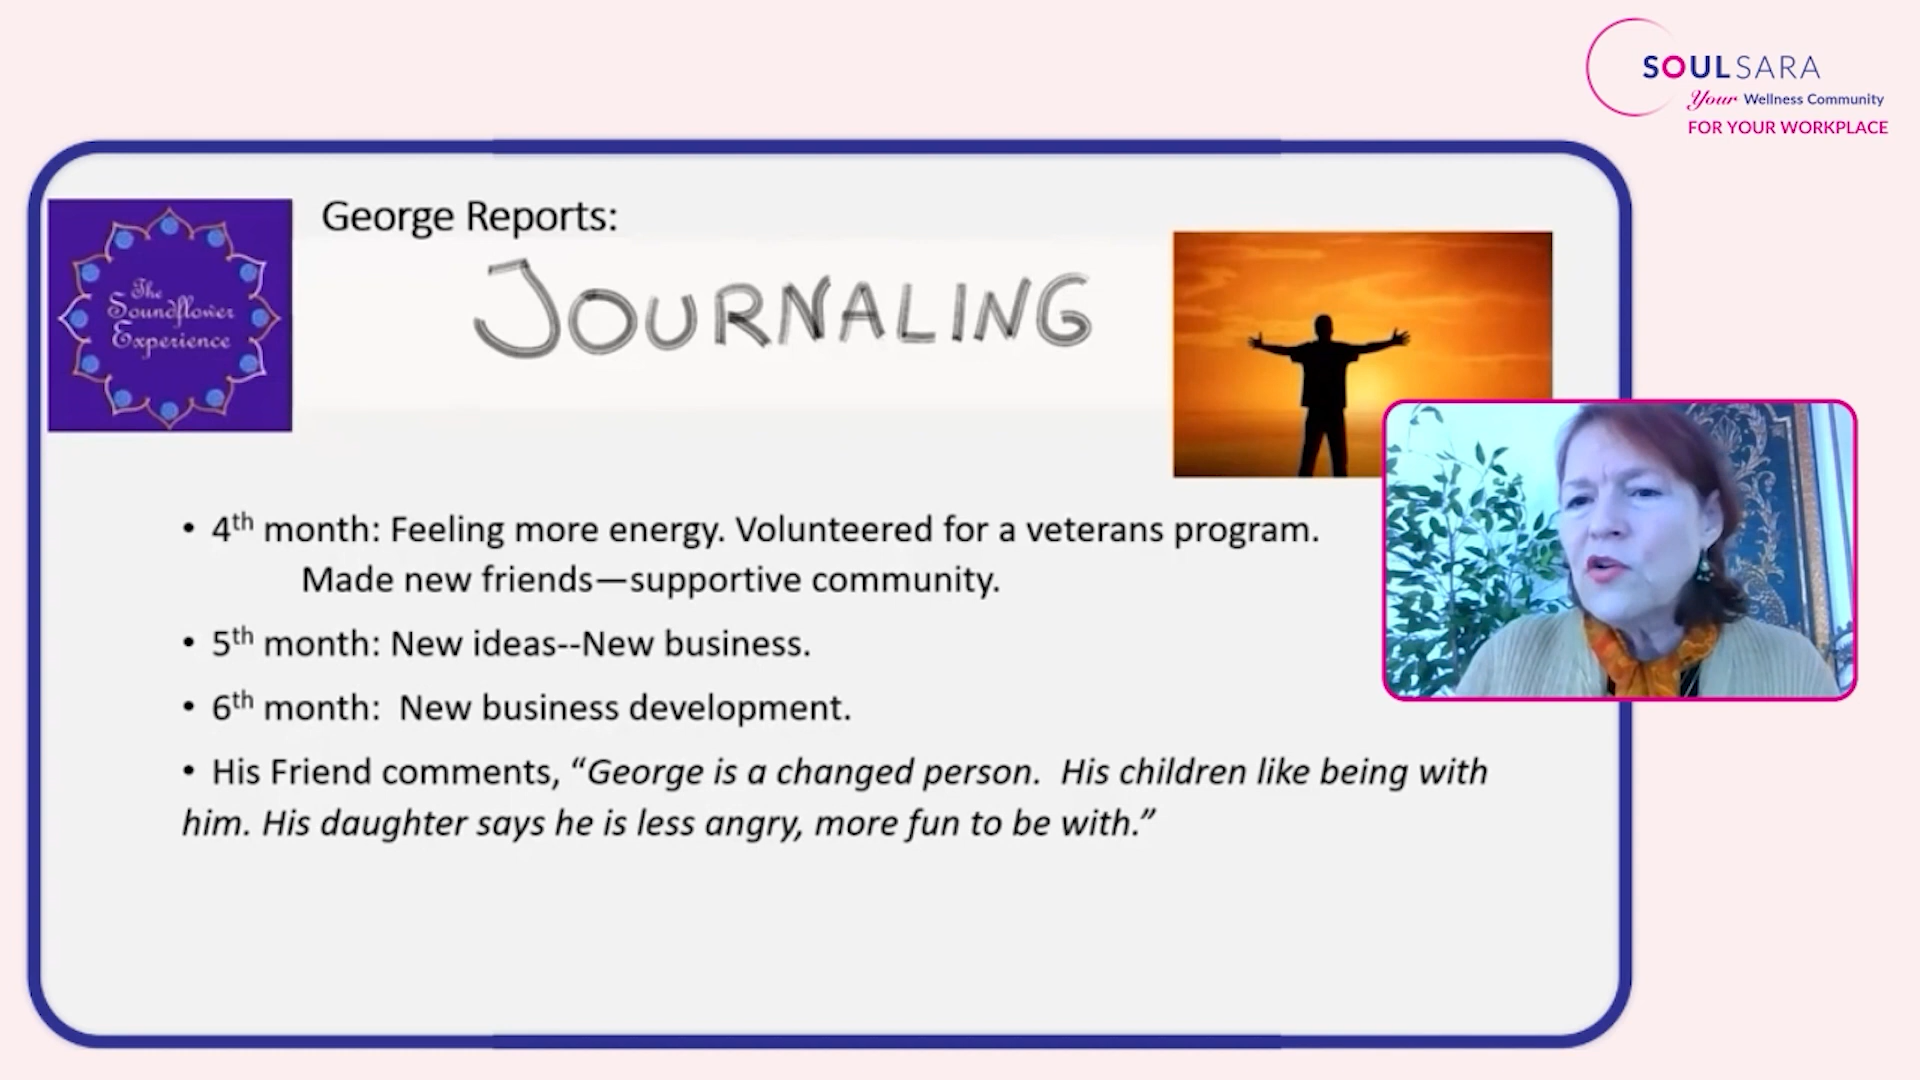 SOULSARA
Your Wellness Community
FOR YOUR WORKPLACE
George Reports:
JOURNALING
The
Soundflower
Experience
• 4th month: Feeling more energy. Volunteered for a veterans program.
Made new friends—supportive community.
• 5th month: New ideas--New business.
• 6th month:  New business development.
• His Friend comments, “George is a changed person.  His children like being with
him. His daughter says he is less angry, more fun to be with.”